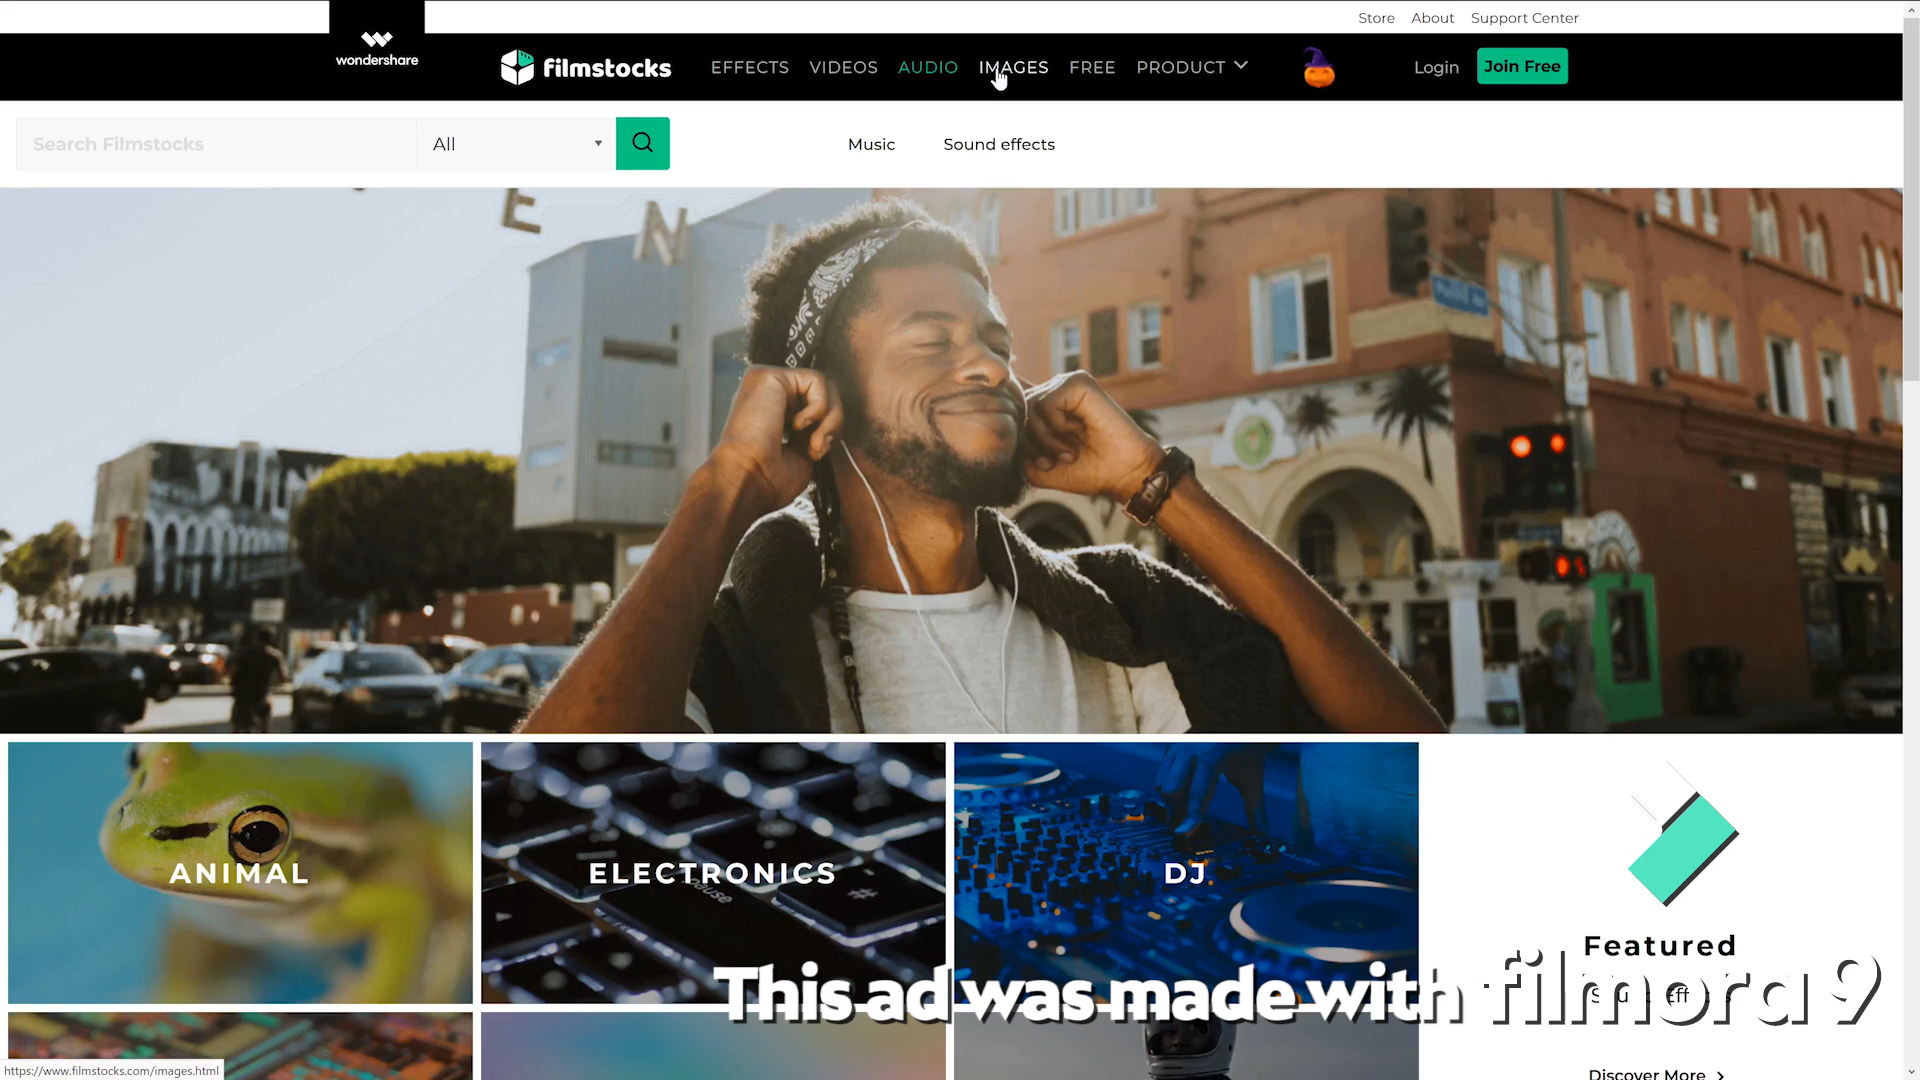 Store About Support Center
wondershare
filmstocks EFFECTS VIDEOS AUDIO IMAGES FREE PRODUCT Login Join Free
Search Filmstocks All Music Sound effects
ANIMAL ELECTRONICS DJ
Featured
This ad was made with filmora 9
Discover More
https://www.filmstocks.com/images.html